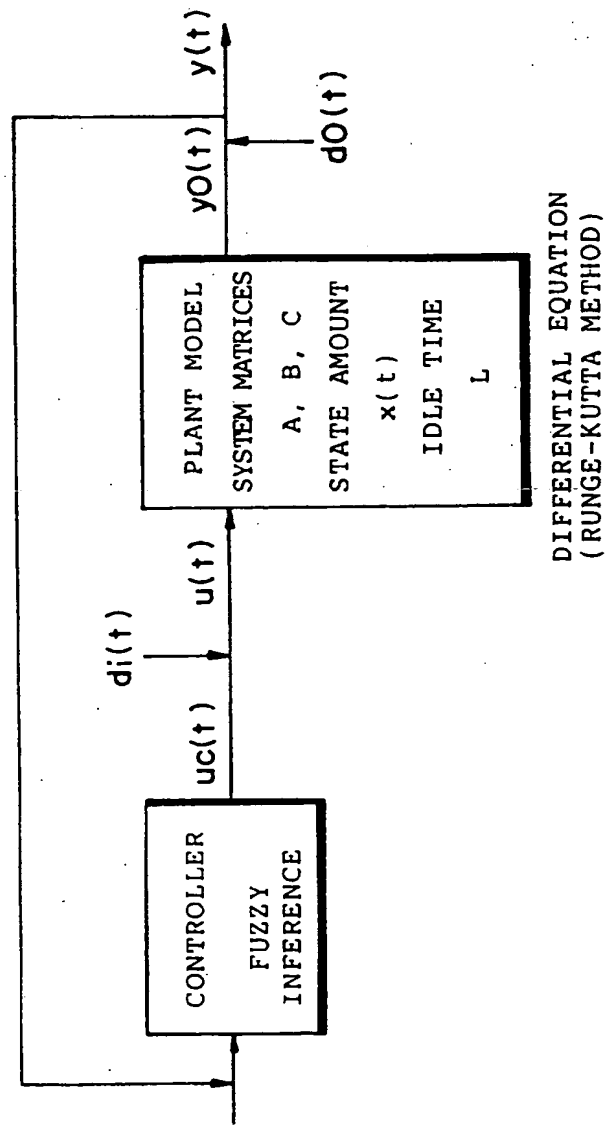 CONTROLLER
FUZZY
INFERENCE
uc(t)
di(t)
u(t)
PLANT MODEL
SYSTEM MATRICES
A, B, C
STATE AMOUNT
x(t)
IDLE TIME
L
DIFFERENTIAL EQUATION
(RUNGE-KUTTA METHOD)
yO(t)
dO(t)
y(t)